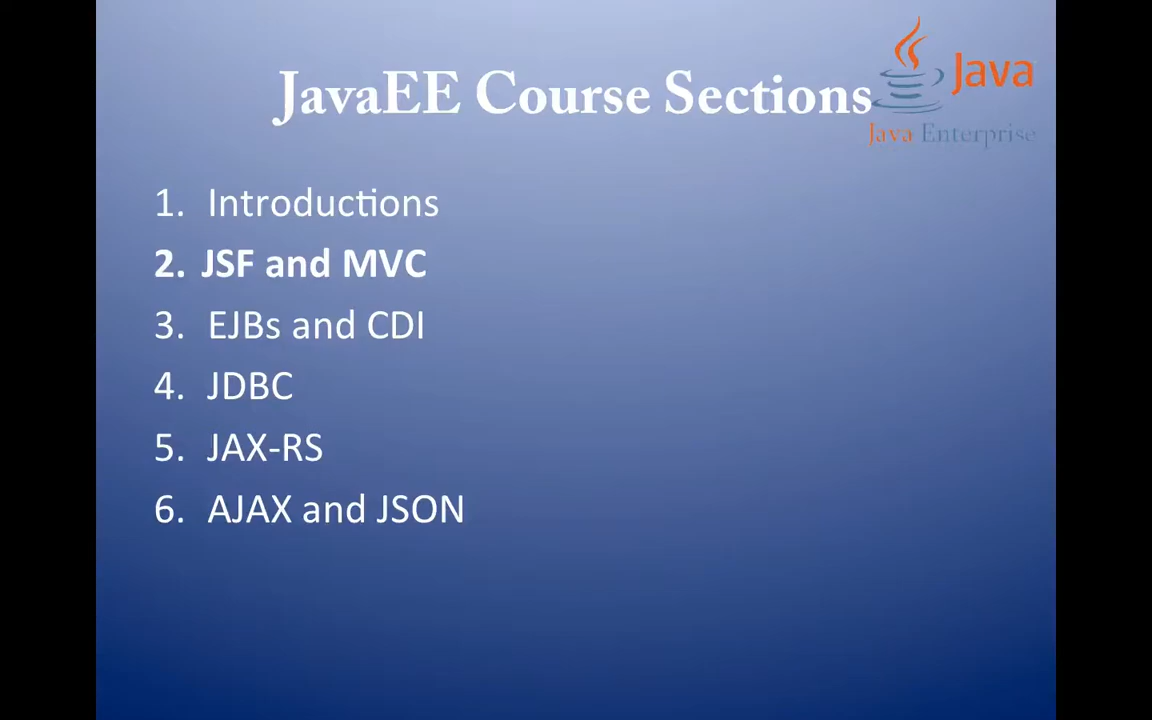 JavaEE Course Sections
Java
Java Enterprise
1. Introductions
2. JSF and MVC
3. EJBs and CDI
4. JDBC
5. JAX-RS
6. AJAX and JSON